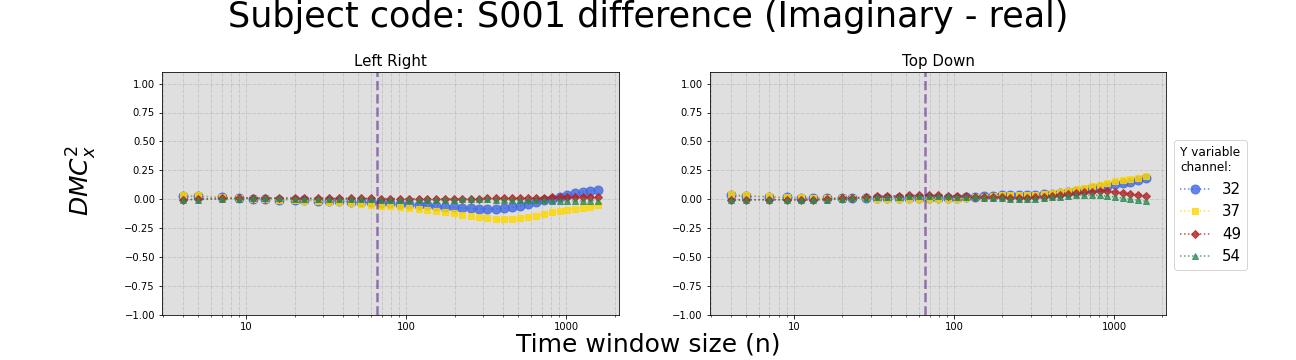 Subject code: S001 difference (Imaginary - real)
Left Right
Top Down
1.00
0.75
0.50
0.25
0.00
−0.25
−0.50
−0.75
−1.00
1.00
0.75
0.50
0.25
0.00
−0.25
−0.50
−0.75
−1.00
DMC²ₓ
Y variable
channel:
32
37
49
54
10 100 1000
10 100 1000
Time window size (n)